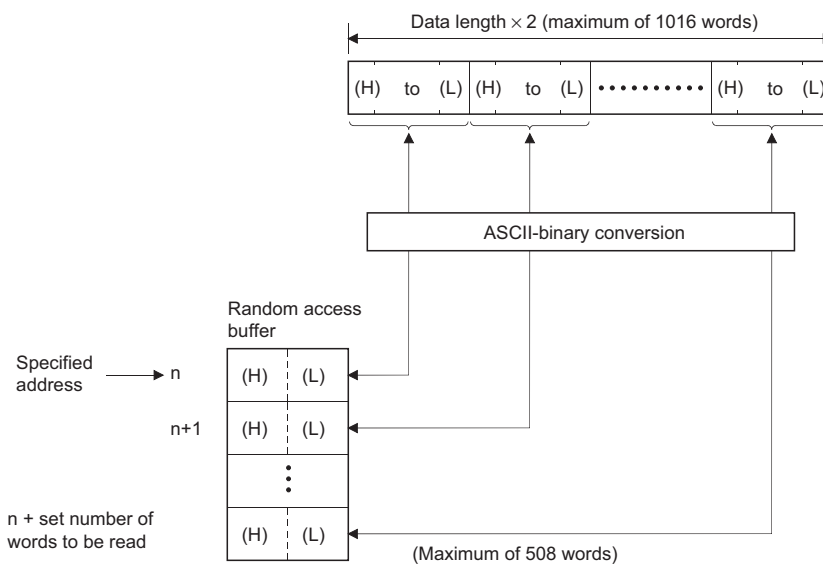 Data length × 2 (maximum of 1016 words)
(H) to (L) (H) to (L) •••••••••• (H) to (L)
ASCII-binary conversion
Random access
buffer
Specified
address
n (H) (L)
n+1 (H) (L)
n + set number of
words to be read
(H) (L)
(Maximum of 508 words)